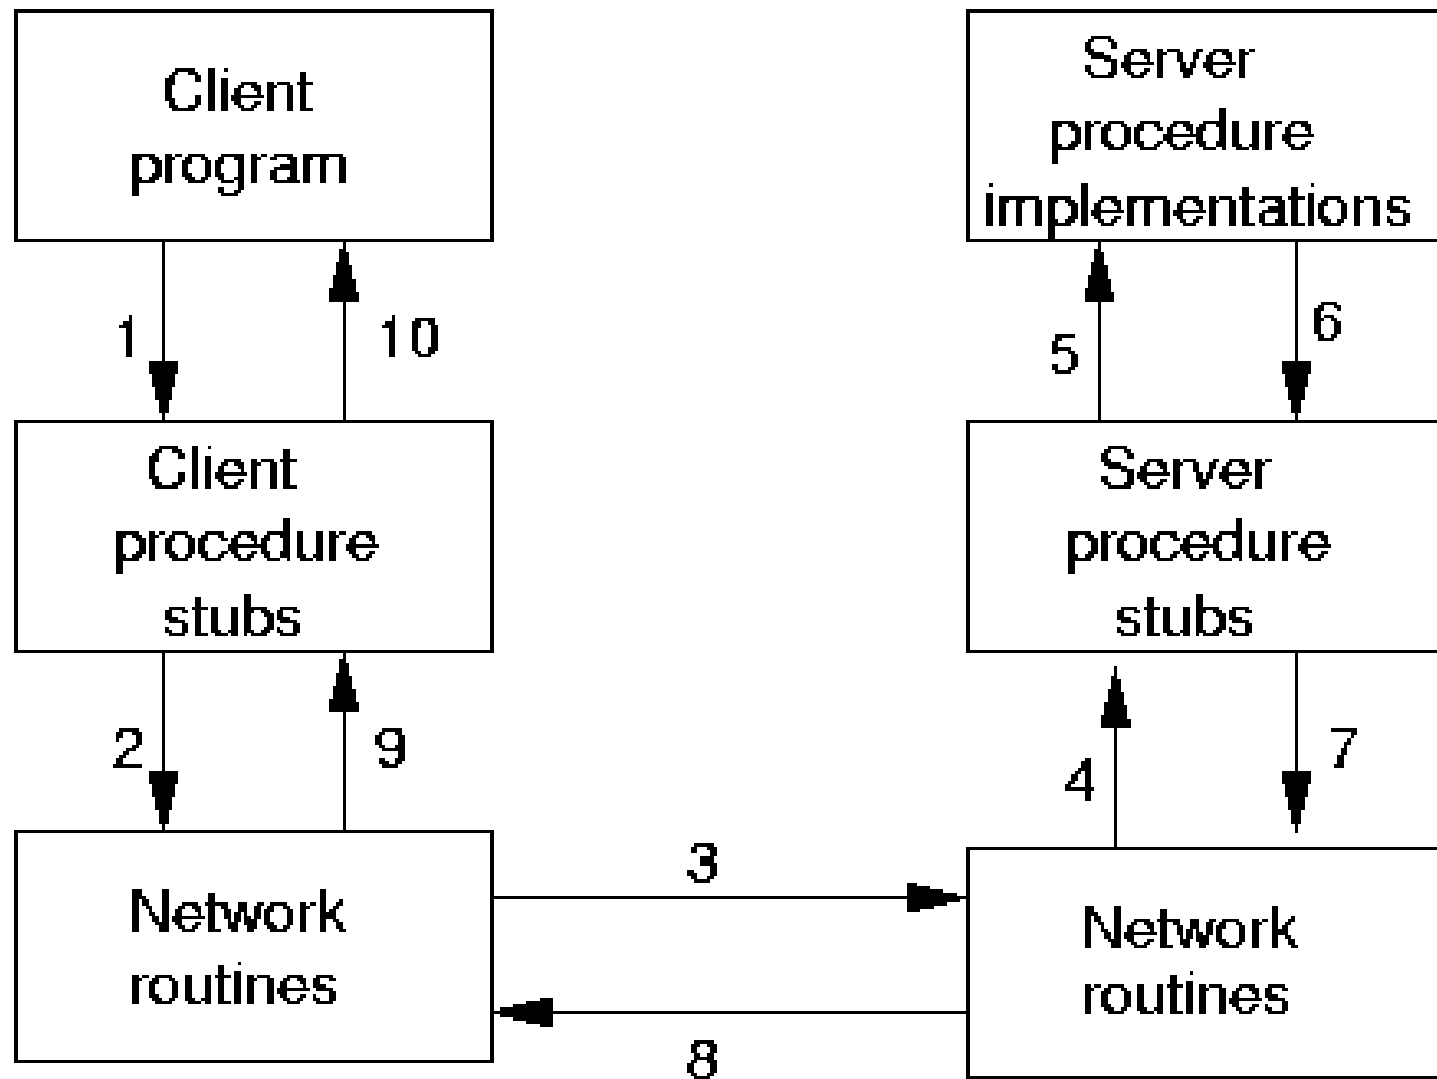 Client
program
Server
procedure
implementations
1
10
5
6
Client
procedure
stubs
Server
procedure
stubs
2
9
4
7
Network
routines
3
8
Network
routines